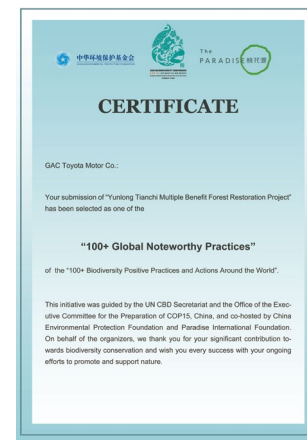 中华环境保护基金会
The
PARADISE 桃花源
CERTIFICATE
GAC Toyota Motor Co.:
Your submission of "Yunlong Tianchi Multiple Benefit Forest Restoration Project"
has been selected as one of the
“100+ Global Noteworthy Practices”
of the “100+ Biodiversity Positive Practices and Actions Around the World”.
This initiative was guided by the UN CBD Secretariat and the Office of the Exec-
utive Committee for the Preparation of COP15, China, and co-hosted by China
Environmental Protection Foundation and Paradise International Foundation.
On behalf of the organizers, we thank you for your significant contribution to-
wards biodiversity conservation and wish you every success with your ongoing
efforts to promote and support nature.